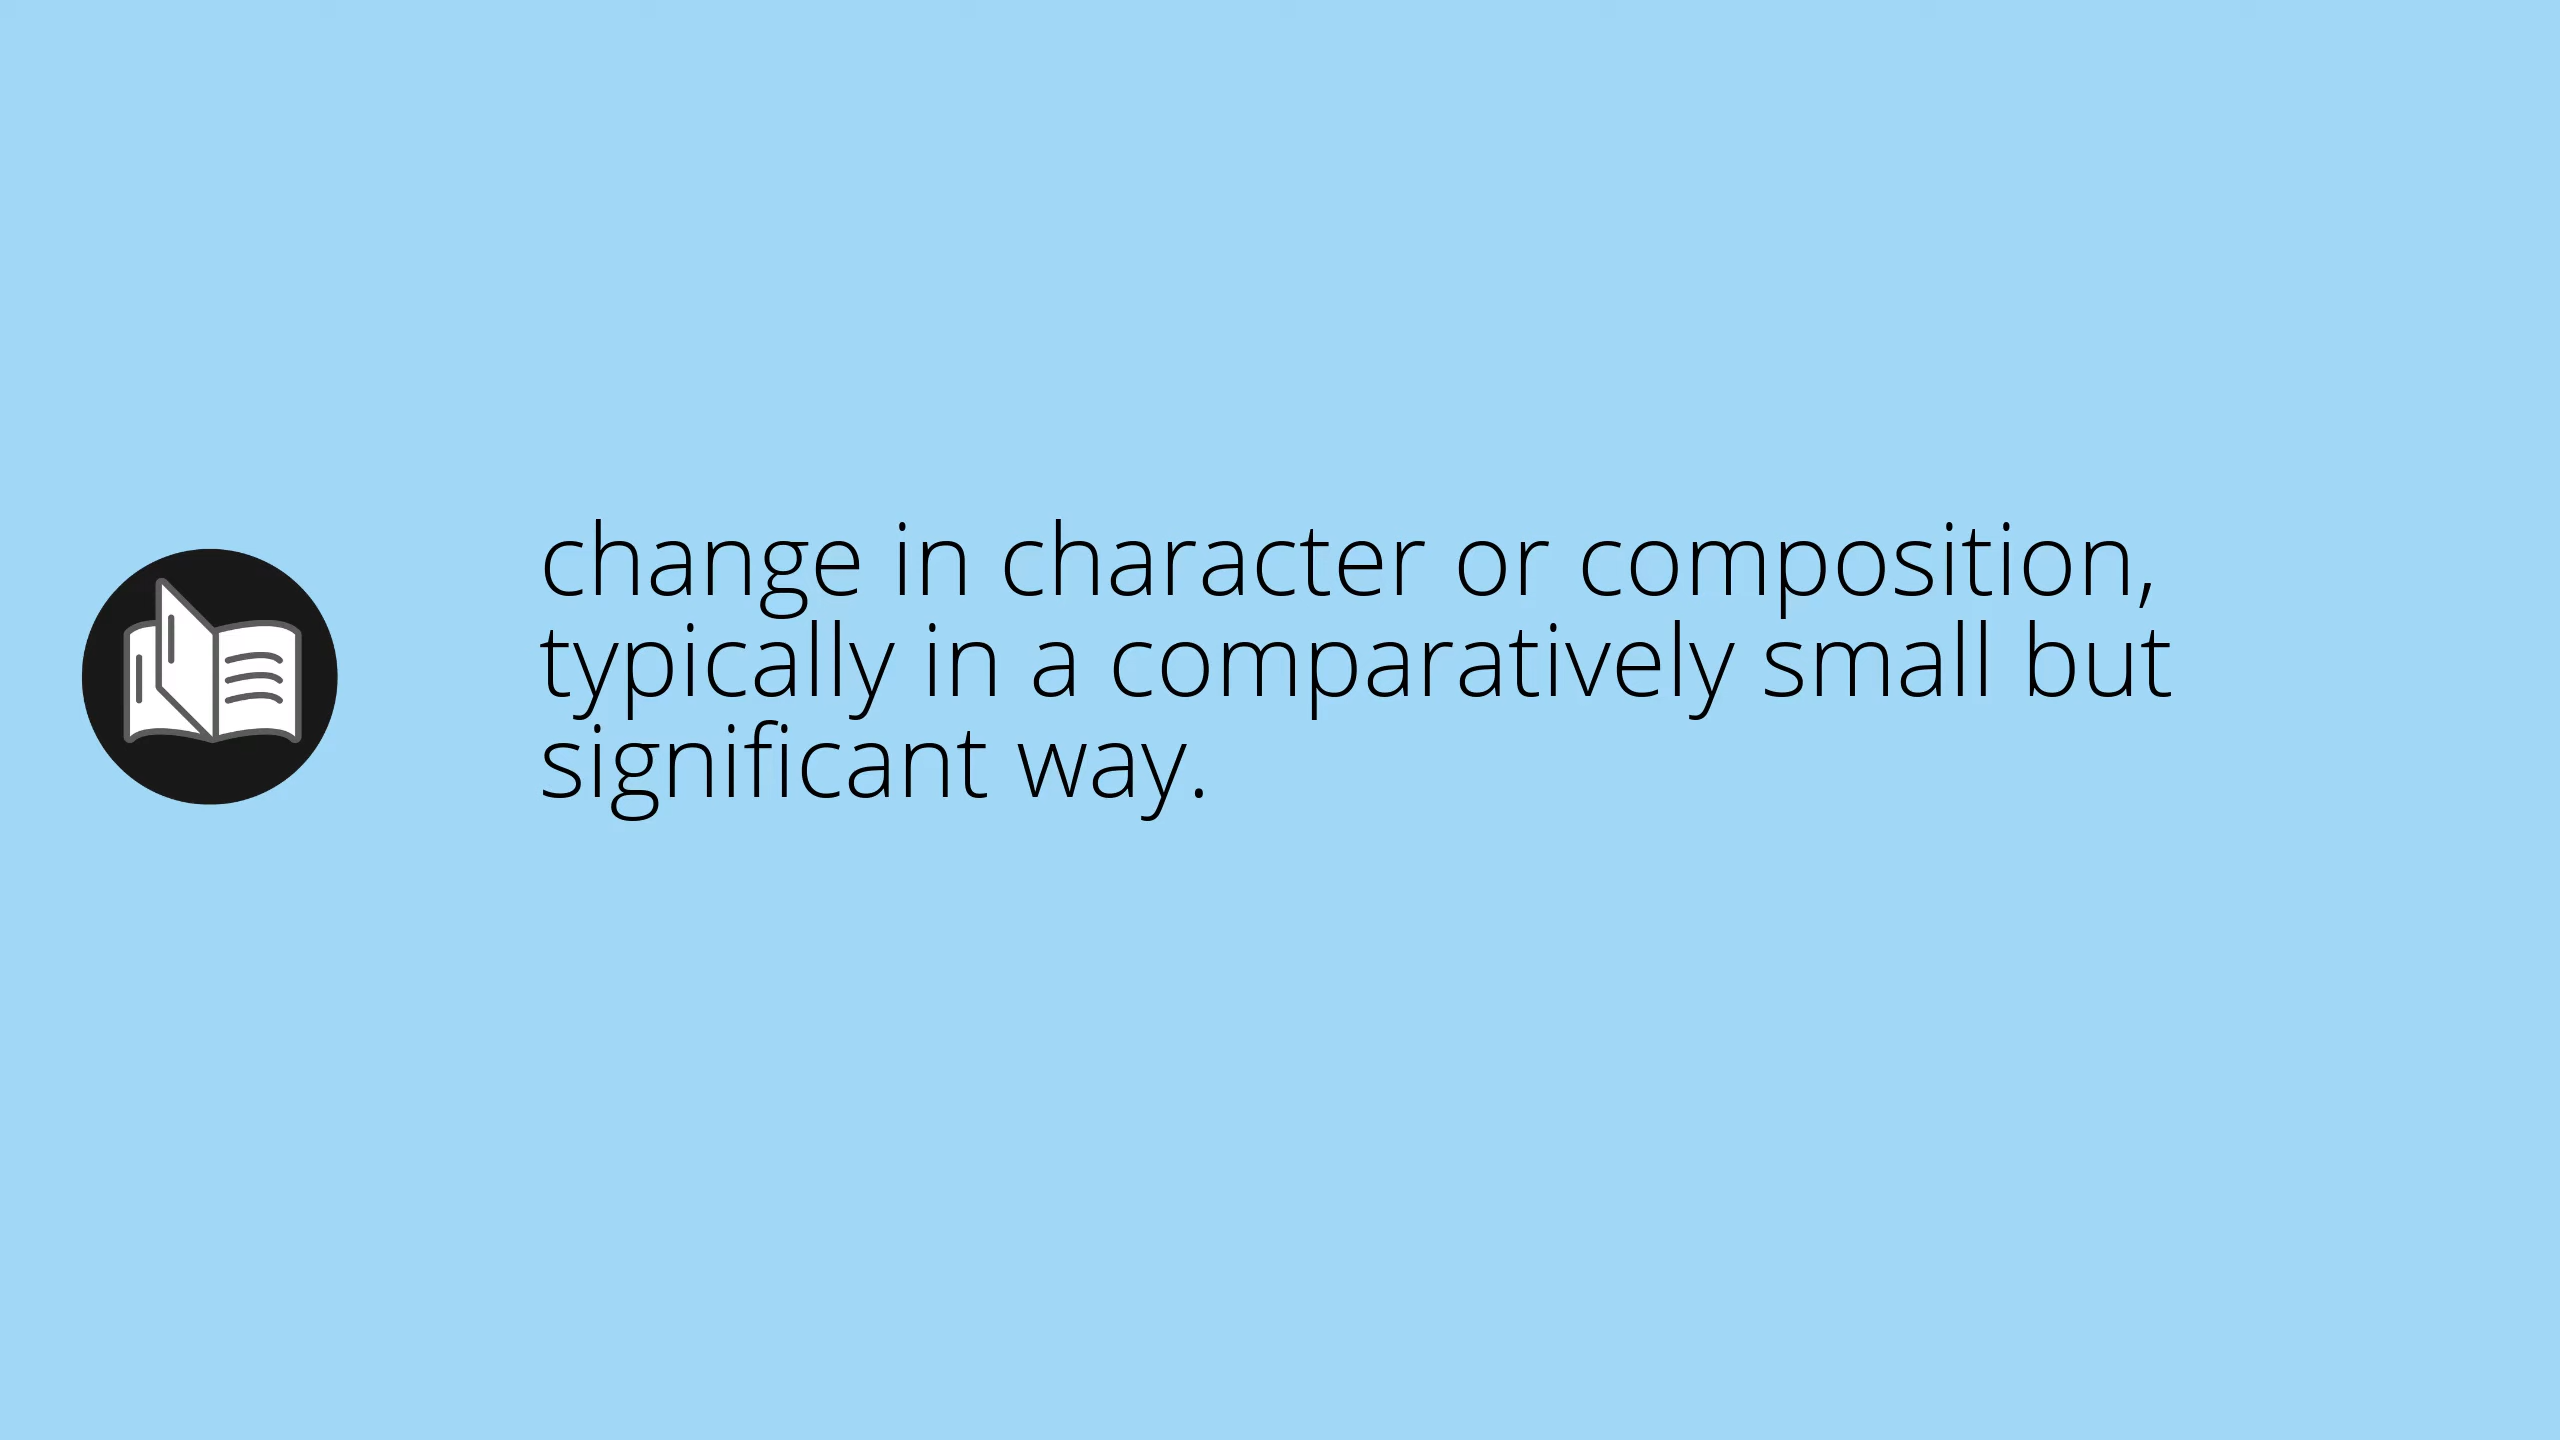 change in character or composition,
typically in a comparatively small but
significant way.